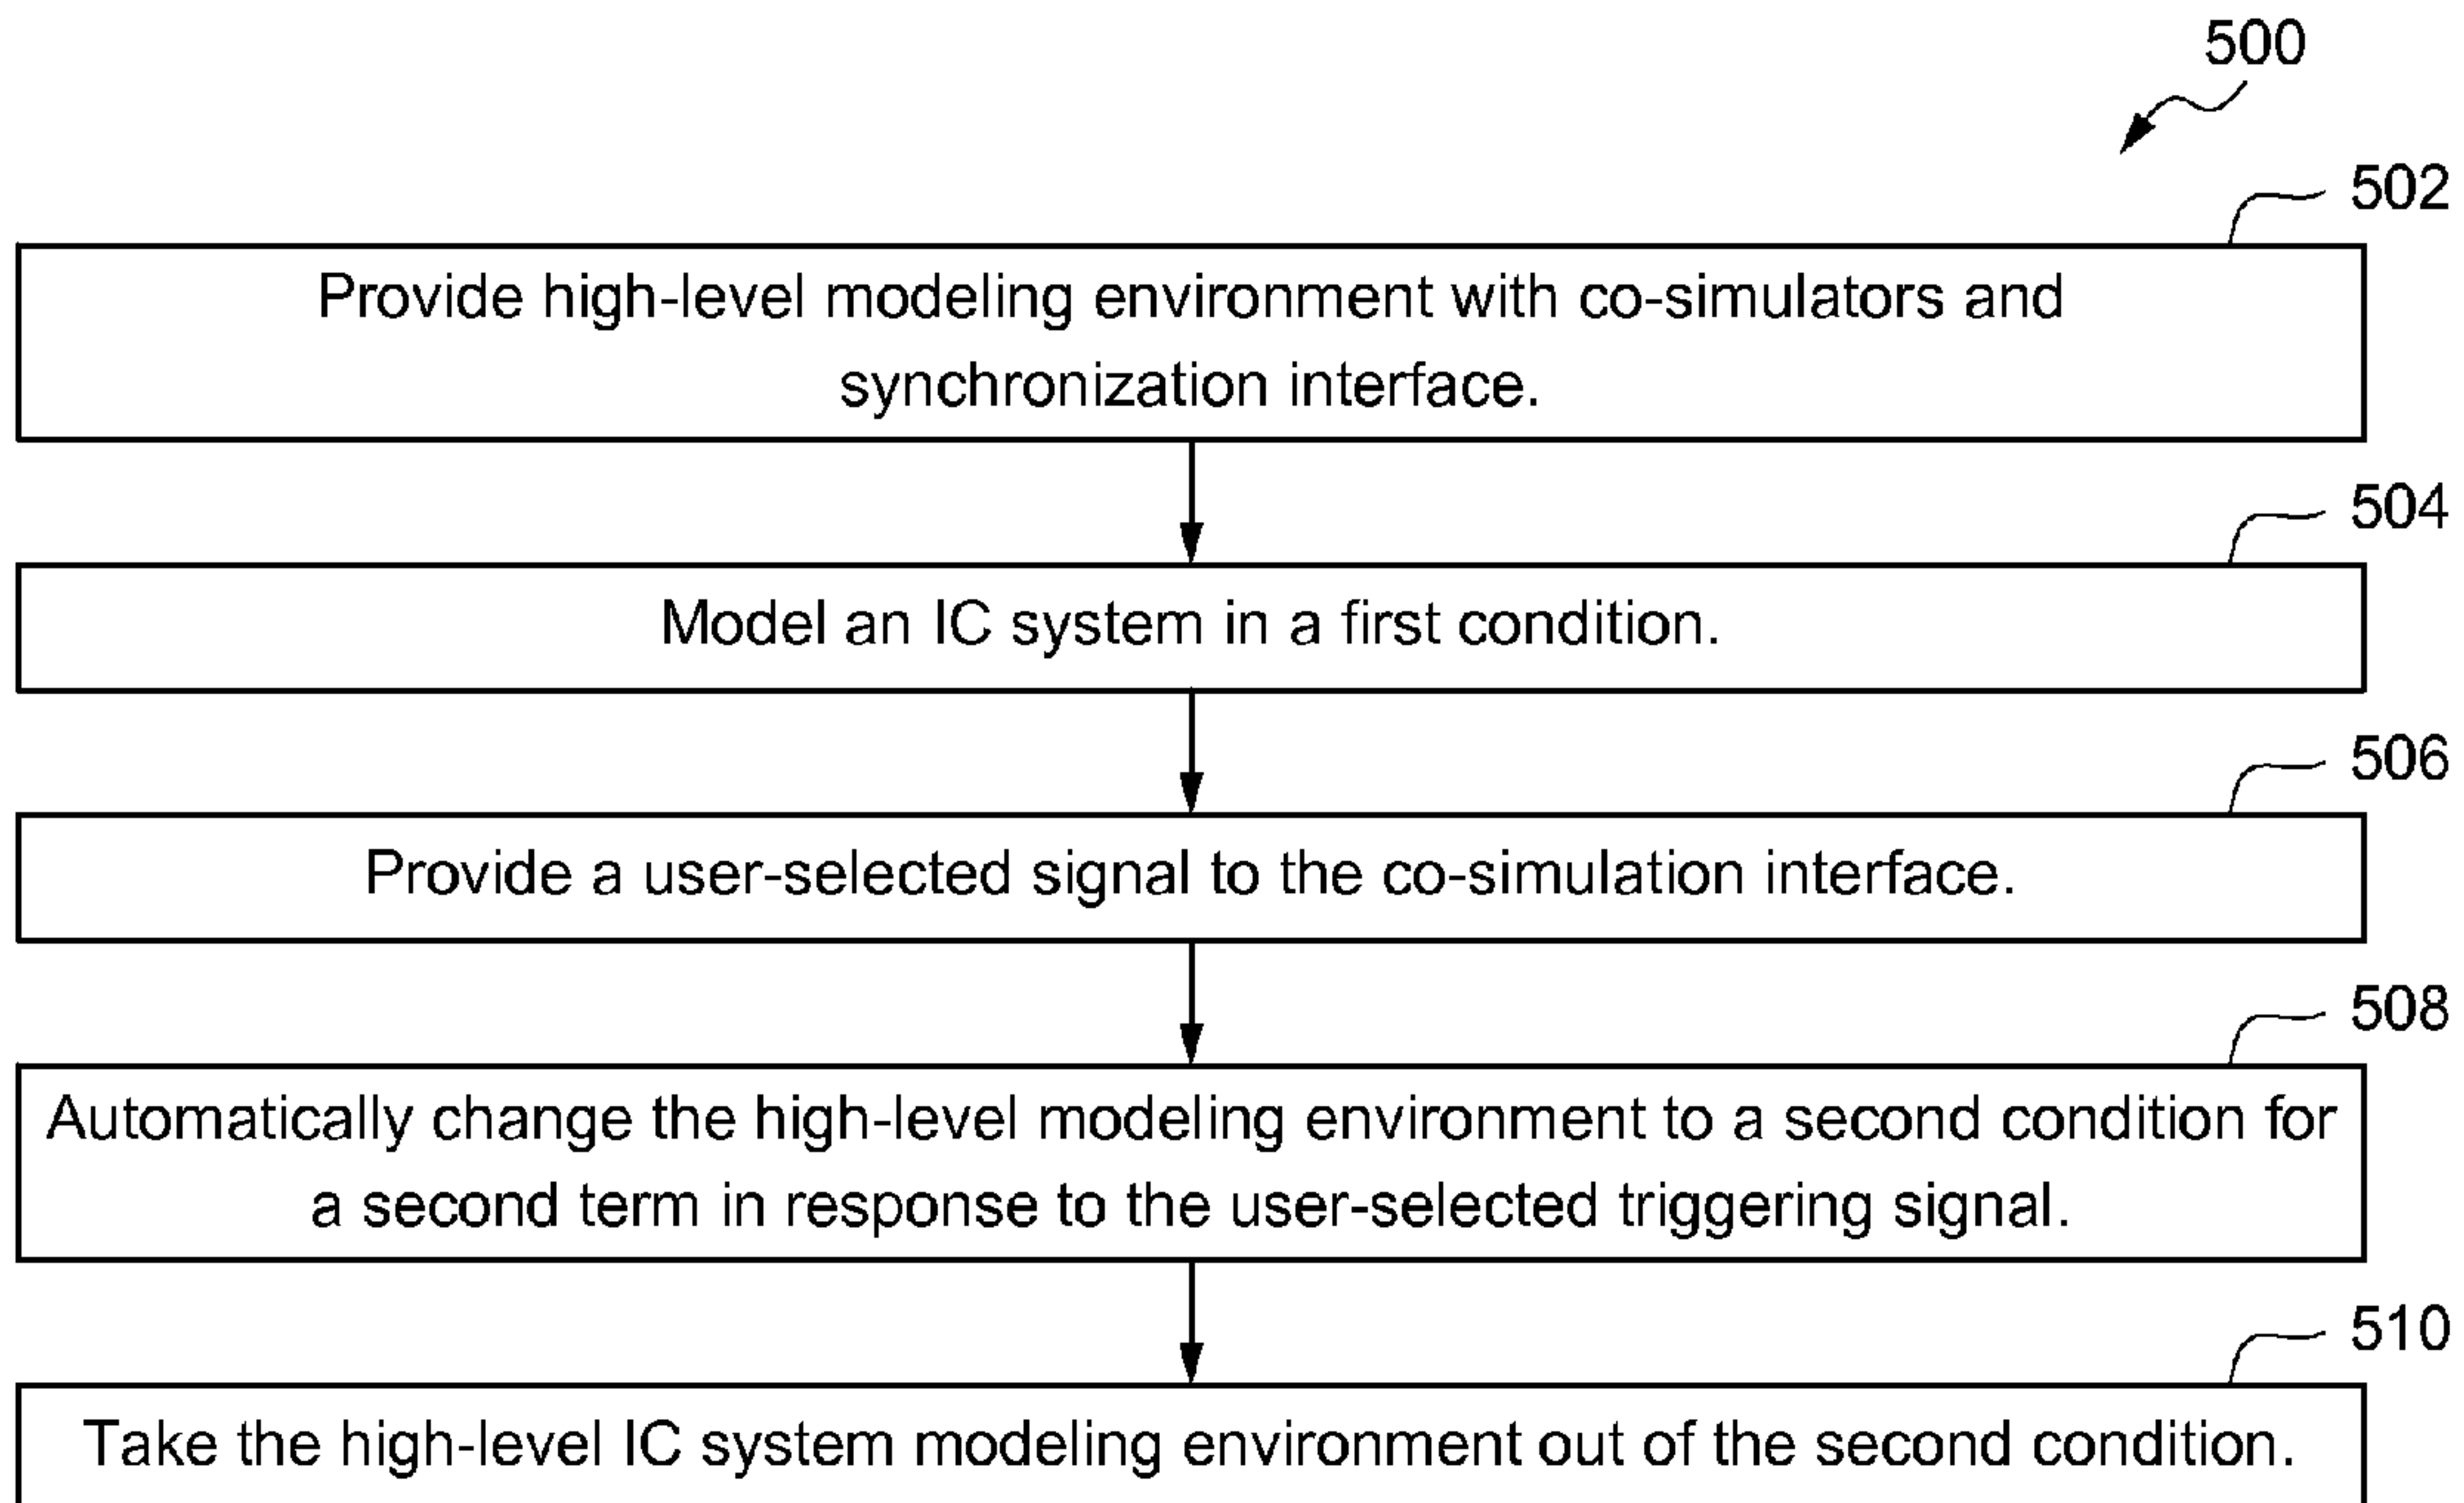 500
502
Provide high-level modeling environment with co-simulators and
synchronization interface.
504
Model an IC system in a first condition.
506
Provide a user-selected signal to the co-simulation interface.
508
Automatically change the high-level modeling environment to a second condition for
a second term in response to the user-selected triggering signal.
510
Take the high-level IC system modeling environment out of the second condition.